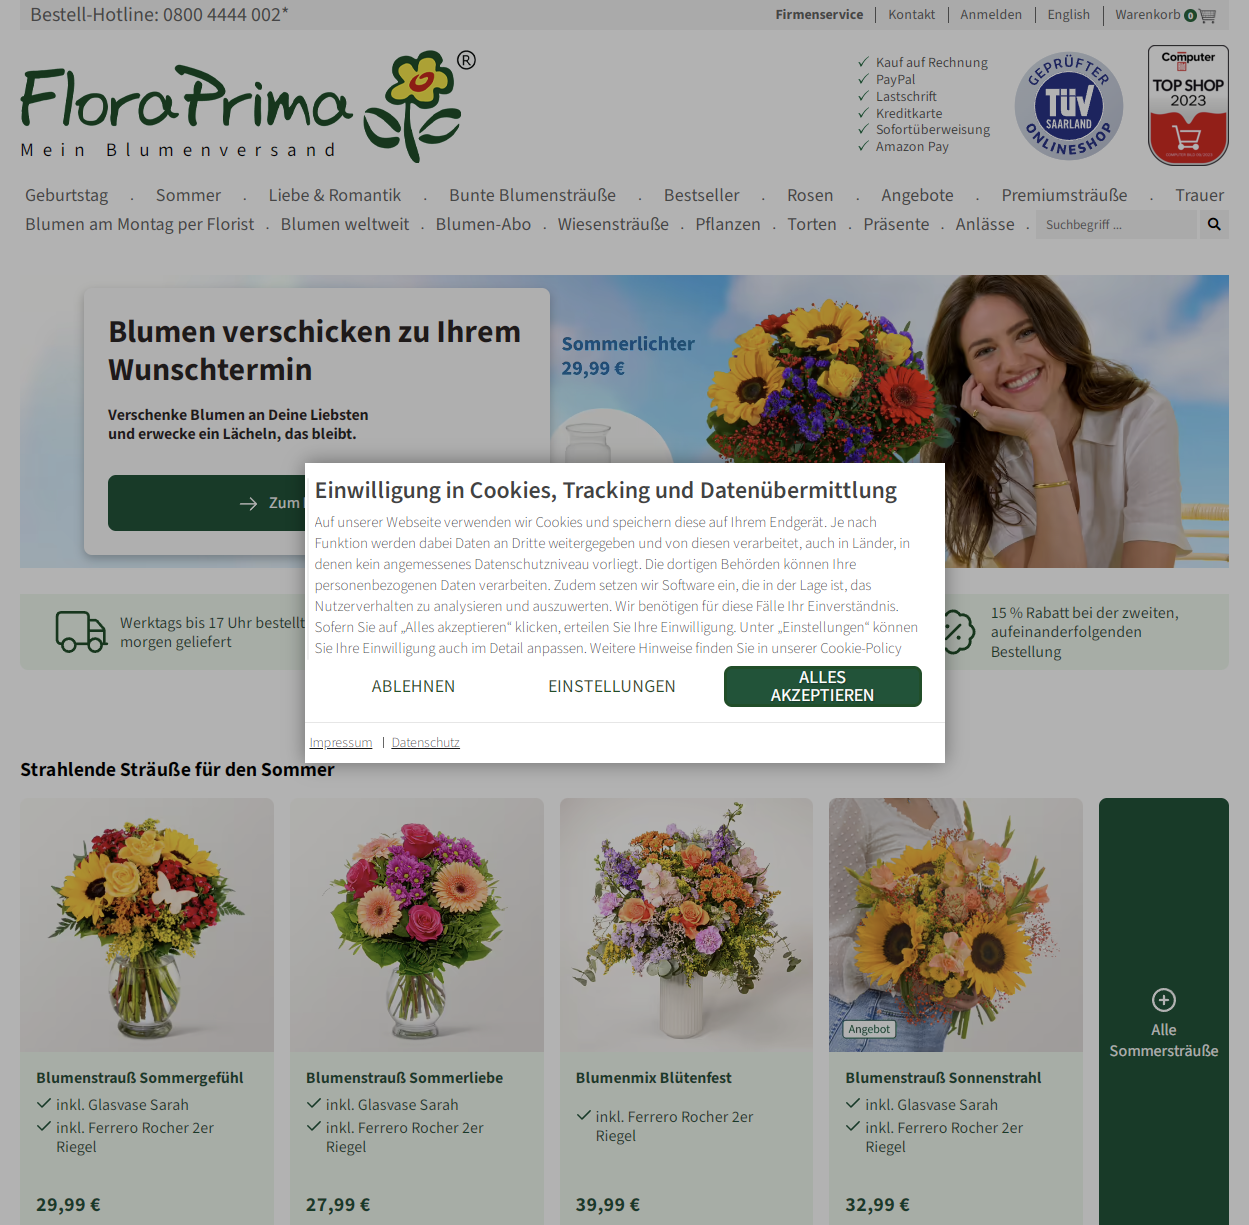 Bestell-Hotline: 0800 4444 002*
Firmenservice | Kontakt | Anmelden | English | Warenkorb 0
FloraPrima®
Mein Blumenversand
✓ Kauf auf Rechnung
✓ PayPal
✓ Lastschrift
✓ Kreditkarte
✓ Sofortüberweisung
✓ Amazon Pay
GEPRÜFTER
TÜV
SAARLAND
ONLINESHOP
Computer
Bild
TOP SHOP
2023
Geburtstag . Sommer . Liebe & Romantik . Bunte Blumensträuße . Bestseller . Rosen . Angebote . Premiumsträuße . Trauer
Blumen am Montag per Florist . Blumen weltweit . Blumen-Abo . Wiesensträuße . Pflanzen . Torten . Präsente . Anlässe . Suchbegriff ...
Blumen verschicken zu Ihrem
Wunschtermin
Verschenke Blumen an Deine Liebsten
und erwecke ein Lächeln, das bleibt.
Zum
Sommerlichter
29,99 €
Einwilligung in Cookies, Tracking und Datenübermittlung
Auf unserer Webseite verwenden wir Cookies und speichern diese auf Ihrem Endgerät. Je nach
Funktion werden dabei Daten an Dritte weitergegeben und von diesen verarbeitet, auch in Länder, in
denen kein angemessenes Datenschutzniveau vorliegt. Die dortigen Behörden können Ihre
personenbezogenen Daten verarbeiten. Zudem setzen wir Software ein, die in der Lage ist, das
Nutzerverhalten zu analysieren und auszuwerten. Wir benötigen für diese Fälle Ihr Einverständnis.
Sofern Sie auf „Alles akzeptieren“ klicken, erteilen Sie Ihre Einwilligung. Unter „Einstellungen“ können
Sie Ihre Einwilligung auch im Detail anpassen. Weitere Hinweise finden Sie in unserer Cookie-Policy
ABLEHNEN
EINSTELLUNGEN
ALLES
AKZEPTIEREN
Impressum | Datenschutz
Werktags bis 17 Uhr bestellt
morgen geliefert
15 % Rabatt bei der zweiten,
aufeinanderfolgenden
Bestellung
Strahlende Sträuße für den Sommer
Blumenstrauß Sommergefühl
✓ inkl. Glasvase Sarah
✓ inkl. Ferrero Rocher 2er
Riegel
29,99 €
Blumenstrauß Sommerliebe
✓ inkl. Glasvase Sarah
✓ inkl. Ferrero Rocher 2er
Riegel
27,99 €
Blumenmix Blütenfest
✓ inkl. Ferrero Rocher 2er
Riegel
39,99 €
Angebot
Blumenstrauß Sonnenstrahl
✓ inkl. Glasvase Sarah
✓ inkl. Ferrero Rocher 2er
Riegel
32,99 €
Alle
Sommersträuße